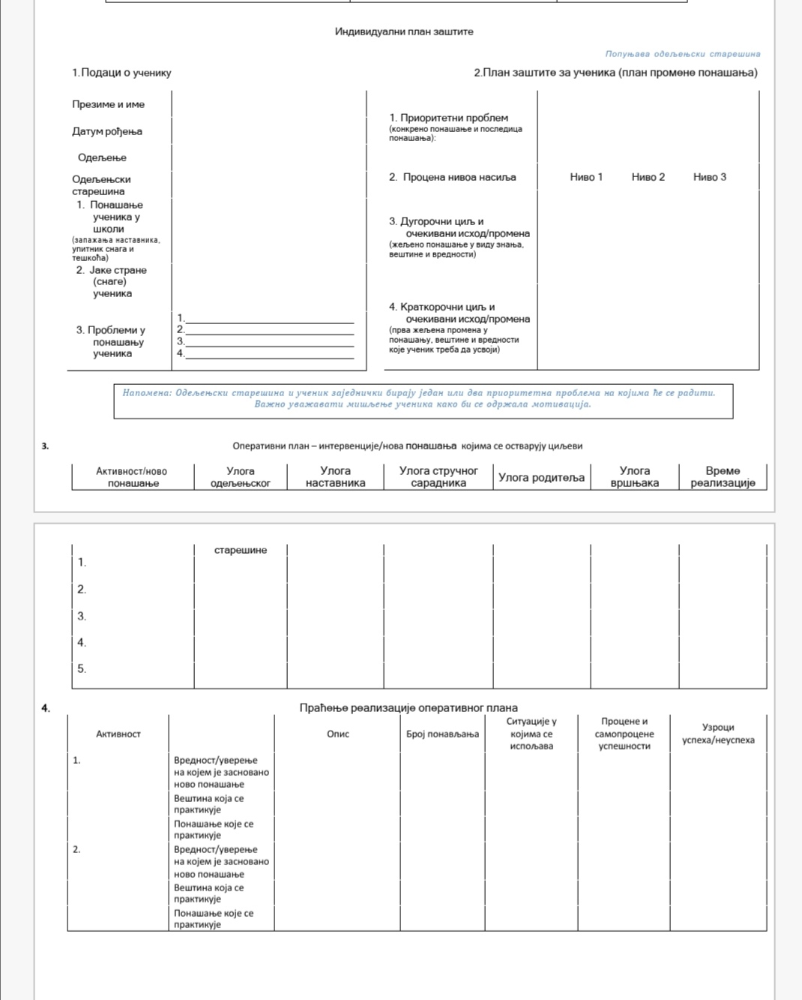 Индивидуални план заштите
Попуњава одељењски старешина
1.Подаци о ученику
2.План заштите за ученика (план промене понашања)
Презиме и име
Датум рођења
Одељење
Одељењски
старешина
1. Понашање
ученика у
школи
(запажања наставника,
упитник снага и
тешкоћа)
2. Јаке стране
(снаге)
ученика
3. Проблеми у
понашању
ученика
1.
2.
3.
4.
1. Приоритетни проблем
(конкрено понашање и последица
понашања):
2. Процена нивоа насиља
Ниво 1 Ниво 2 Ниво 3
3. Дугорочни циљ и
очекивани исход/промена
(жељено понашање у виду знања,
вештине и вредности)
4. Краткорочни циљ и
очекивани исход/промена
(прва жељена промена у
понашању, вештине и вредности
које ученик треба да усвоји)
Напомена: Одељењски старешина и ученик заједнички бирају један или два приоритетна проблема на којима ће се радити.
Важно уважавати мишљење ученика како би се одржала мотивација.
3. Оперативни план – интервенције/нова понашања којима се остварују циљеви
Активност/ново
понашање
Улога
одељењског
Улога
наставника
Улога стручног
сарадника
Улога родитеља
Улога
вршњака
Време
реализације
старешине
1.
2.
3.
4.
5.
4. Праћење реализације оперативног плана
Активност
Опис
Број понављања
Ситуације у
којима се
испољава
Процене и
самопроцене
успешности
Узроци
успеха/неуспеха
1.
Вредност/уверење
на којем је засновано
ново понашање
Вештина која се
практикује
Понашање које се
практикује
2.
Вредност/уверење
на којем је засновано
ново понашање
Вештина која се
практикује
Понашање које се
практикује